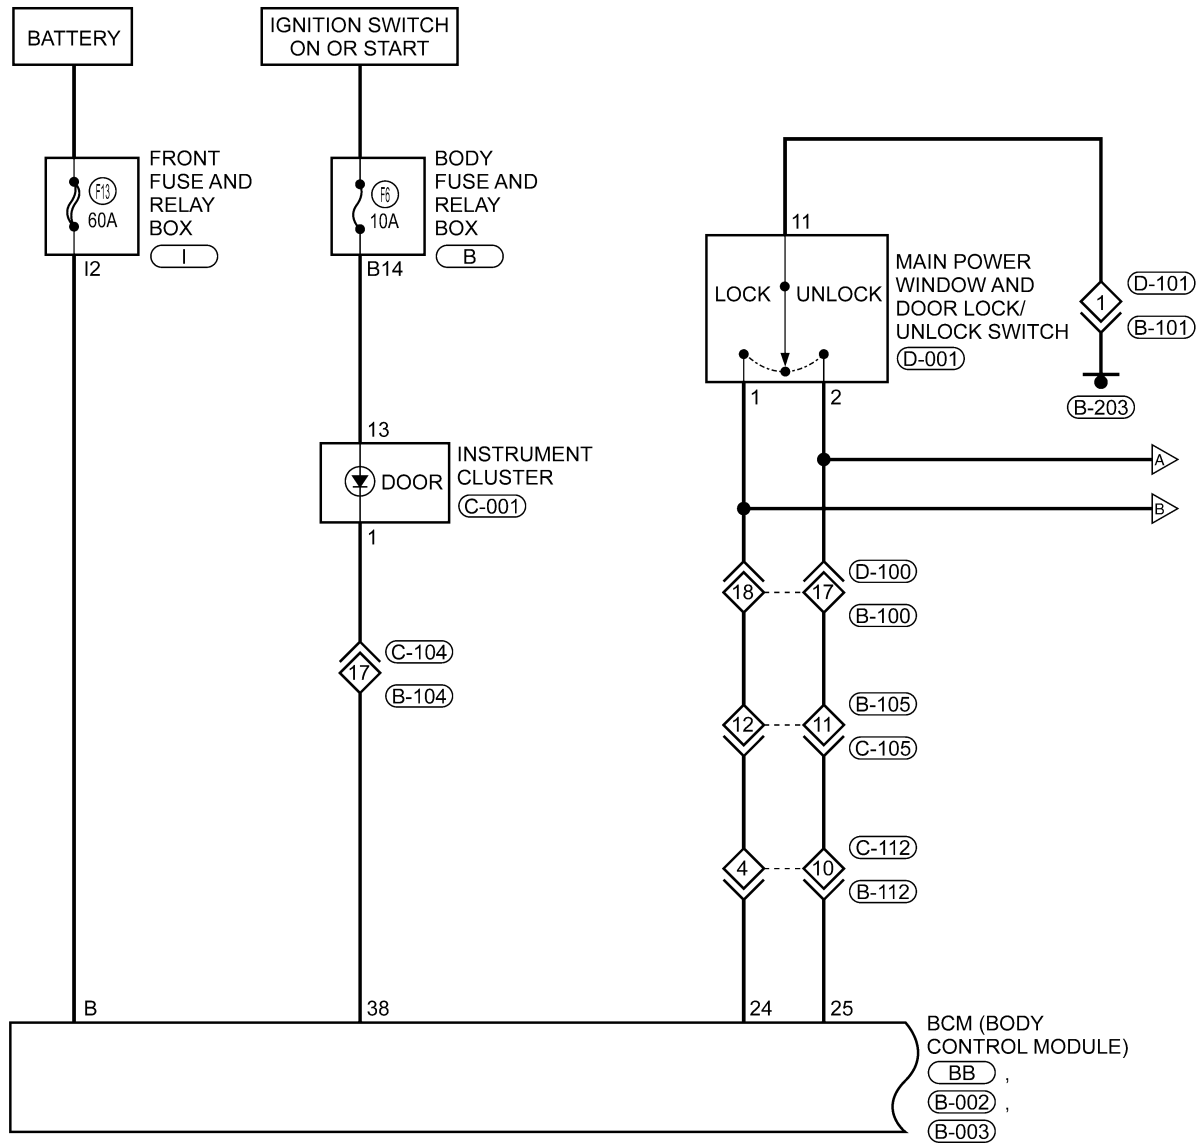 BATTERY
IGNITION SWITCH
ON OR START
FRONT
FUSE AND
RELAY
BOX
I
F13
60A
I2
BODY
FUSE AND
RELAY
BOX
B
F6
10A
B14
11
LOCK
UNLOCK
MAIN POWER
WINDOW AND
DOOR LOCK/
UNLOCK SWITCH
D-001
1
2
D-101
1
B-101
B-203
A
B
13
DOOR
INSTRUMENT
CLUSTER
C-001
1
C-104
17
B-104
18
17
D-100
B-100
12
11
B-105
C-105
4
10
C-112
B-112
B
38
24
25
BCM (BODY
CONTROL MODULE)
BB ,
B-002 ,
B-003